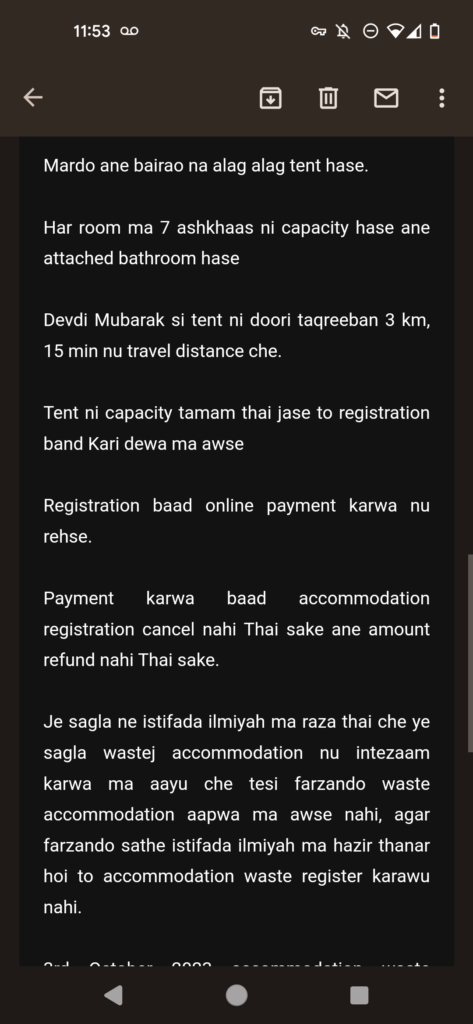 11:53
Mardo ane bairao na alag alag tent hase.
Har room ma 7 ashkhaas ni capacity hase ane
attached bathroom hase
Devdi Mubarak si tent ni doori taqreeban 3 km,
15 min nu travel distance che.
Tent ni capacity tamam thai jase to registration
band Kari dewa ma awse
Registration baad online payment karwa nu
rehse.
Payment karwa baad accommodation
registration cancel nahi Thai sake ane amount
refund nahi Thai sake.
Je sagla ne istifada ilmiyah ma raza thai che ye
sagla wastej accommodation nu intezaam
karwa ma aayu che tesi farzando waste
accommodation aapwa ma awse nahi, agar
farzando sathe istifada ilmiyah ma hazir thanar
hoi to accommodation waste register karawu
nahi.
3rd October 2023 accommodation waste